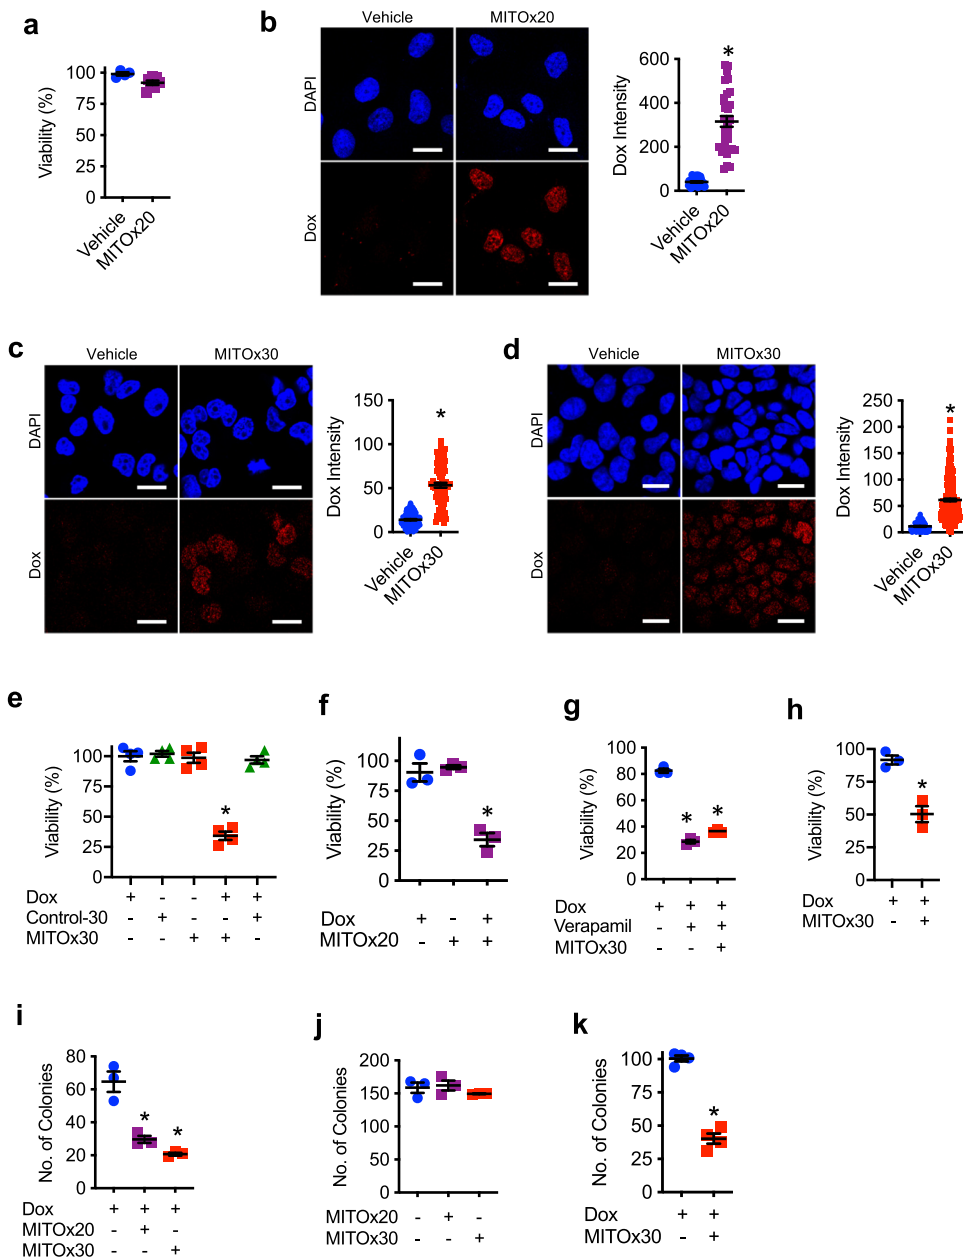 a
Viability (%)
100
75
50
25
0
Vehicle
MITOx20
b
Vehicle
MITOx20
DAPI
Dox
Dox Intensity
600
400
200
0
Vehicle
MITOx20
*
c
Vehicle
MITOx30
DAPI
Dox
Dox Intensity
150
100
50
0
Vehicle
MITOx30
*
d
Vehicle
MITOx30
DAPI
Dox
Dox Intensity
250
200
150
100
50
0
Vehicle
MITOx30
*
e
Viability (%)
100
75
50
25
0
*
Dox + - - + +
Control-30 - + - - +
MITOx30 - - + + -
f
Viability (%)
100
75
50
25
0
*
Dox + - +
MITOx20 - + +
g
Viability (%)
100
80
60
40
20
0
* *
Dox + + +
Verapamil - + +
MITOx30 - - +
h
Viability (%)
100
75
50
25
0
*
Dox + +
MITOx30 - +
i
No. of Colonies
80
60
40
20
0
* *
Dox + + +
MITOx20 - + -
MITOx30 - - +
j
No. of Colonies
200
150
100
50
0
MITOx20 - + -
MITOx30 - - +
k
No. of Colonies
100
75
50
25
0
*
Dox + +
MITOx30 - +